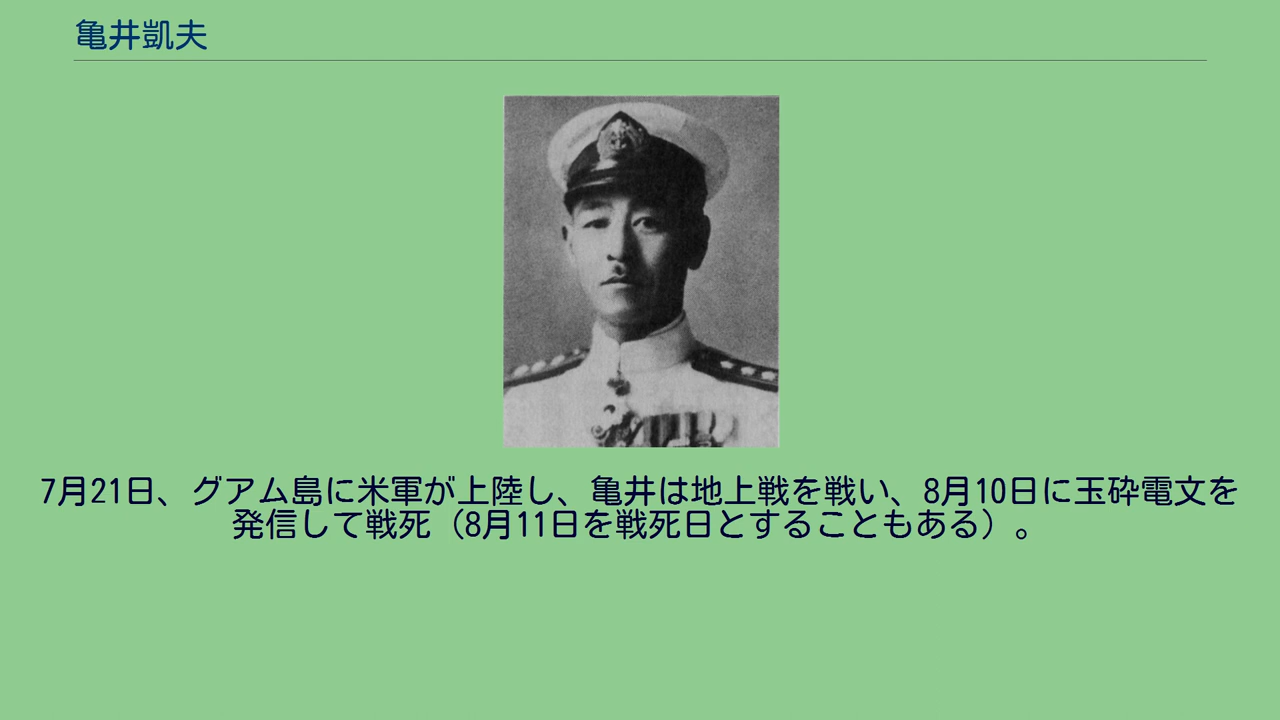 亀井凱夫
7月21日、グアム島に米軍が上陸し、亀井は地上戦を戦い、8月10日に玉砕電文を
発信して戦死（8月11日を戦死日とすることもある）。